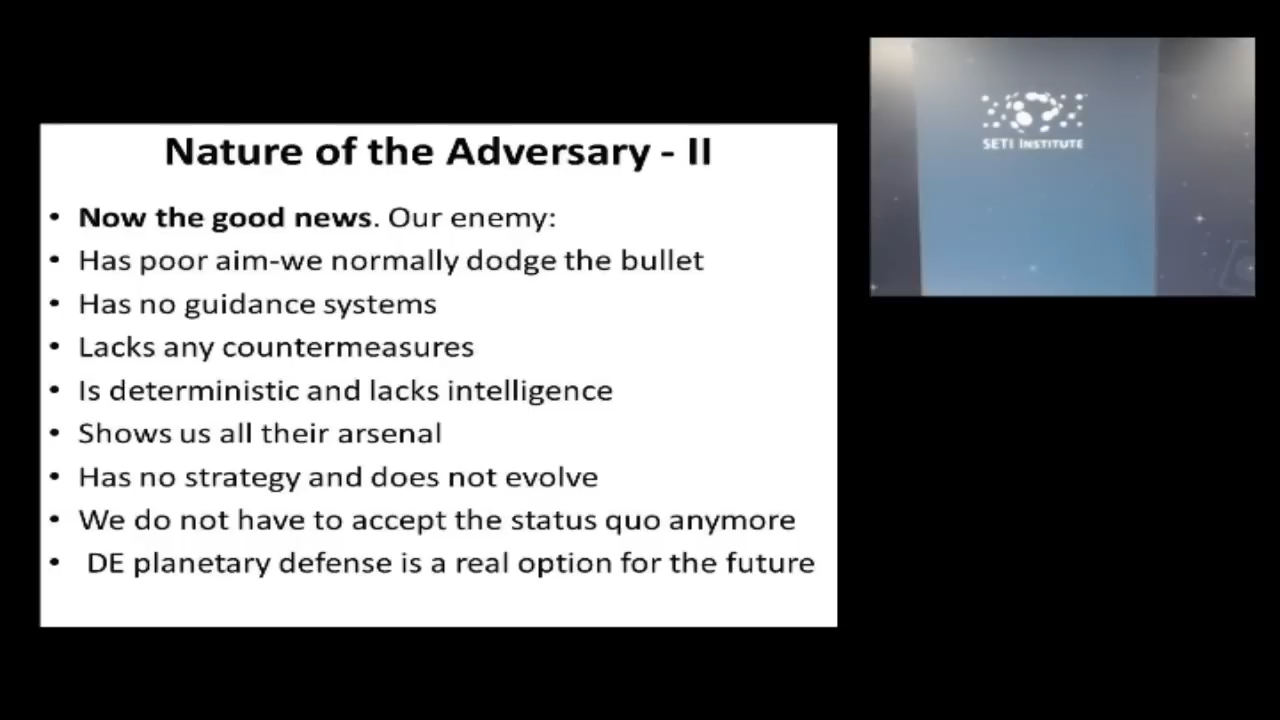 Nature of the Adversary - II
• Now the good news. Our enemy:
• Has poor aim-we normally dodge the bullet
• Has no guidance systems
• Lacks any countermeasures
• Is deterministic and lacks intelligence
• Shows us all their arsenal
• Has no strategy and does not evolve
• We do not have to accept the status quo anymore
• DE planetary defense is a real option for the future
SETI INSTITUTE